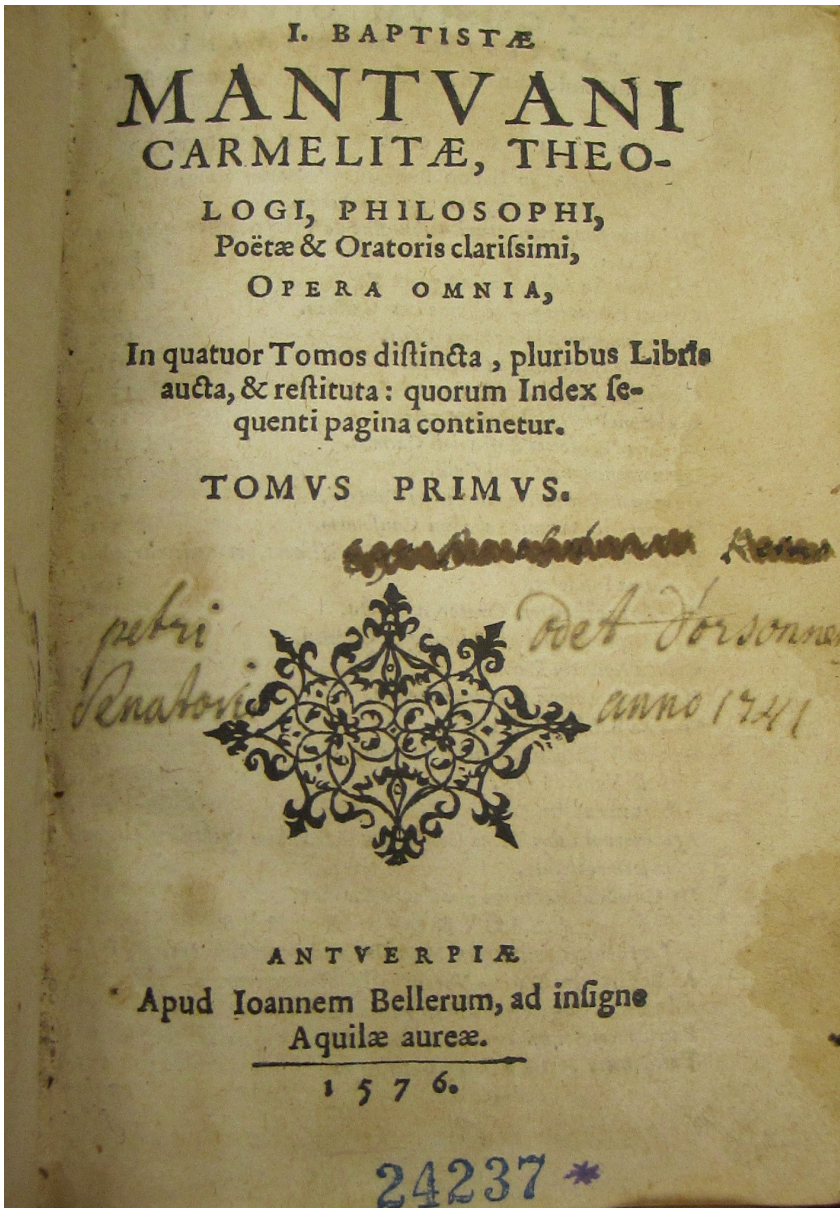 I. BAPTISTÆ
MANTVANI
CARMELITÆ, THEO-
LOGI, PHILOSOPHI,
Poëtæ & Oratoris clariſsimi,
OPERA OMNIA,
In quatuor Tomos diſtincta, pluribus Libris
aucta, & reſtituta: quorum Index ſe-
quenti pagina continetur.
TOMVS PRIMVS.
petri odet d'orsonnen
Senatoris anno 1741
ANTVERPIÆ
Apud Ioannem Bellerum, ad inſigne
Aquilæ aureæ.
1576.
24237 *